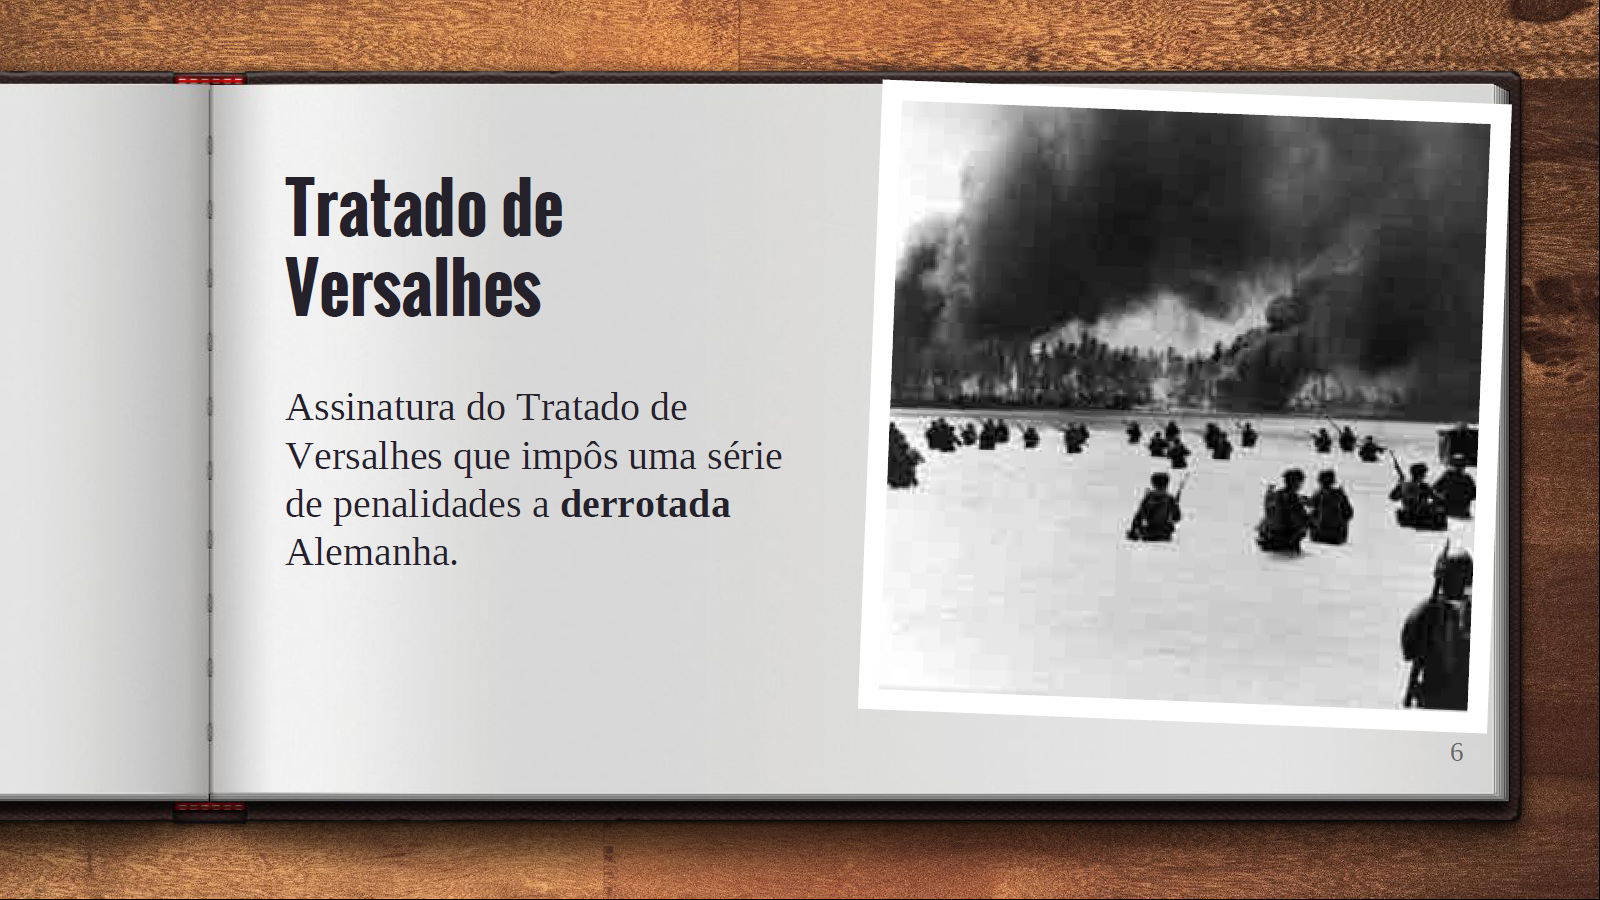 Tratado de
Versalhes
Assinatura do Tratado de
Versalhes que impôs uma série
de penalidades a derrotada
Alemanha.
6